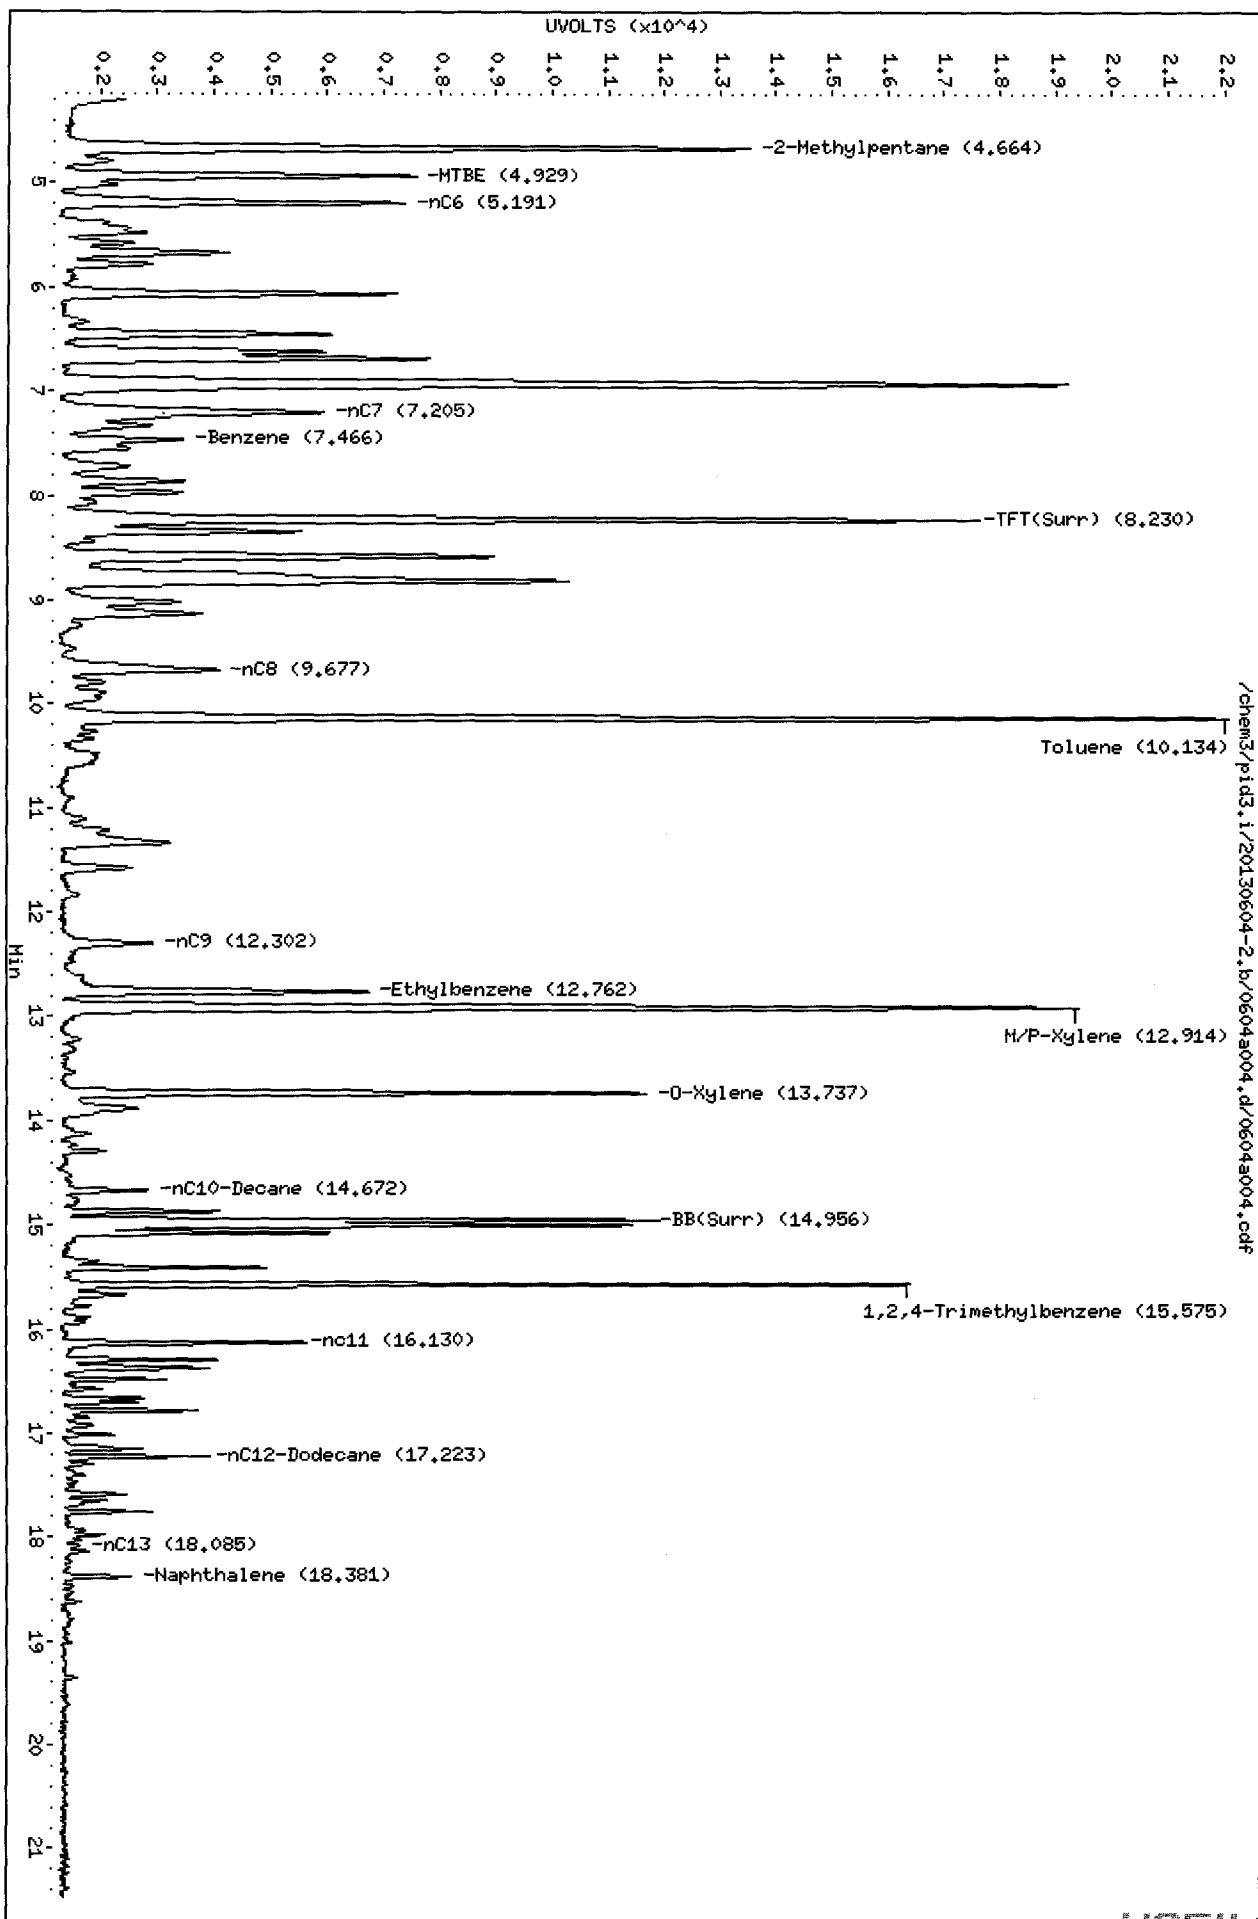 /chem3/pid3.i/20130604-2.b/0604a004.d/0604a004.cdf
UVOLTS (x10^4)
2.2
2.1
2.0
1.9
1.8
1.7
1.6
1.5
1.4
1.3
1.2
1.1
1.0
0.9
0.8
0.7
0.6
0.5
0.4
0.3
0.2
-2-Methylpentane (4.664)
-MTBE (4.929)
-nC6 (5.191)
-nC7 (7.205)
-Benzene (7.466)
-TFT(Surr) (8.230)
-nC8 (9.677)
Toluene (10.134)
-nC9 (12.302)
-Ethylbenzene (12.762)
M/P-Xylene (12.914)
-O-Xylene (13.737)
-nC10-Decane (14.672)
-BB(Surr) (14.956)
1,2,4-Trimethylbenzene (15.575)
-nc11 (16.130)
-nC12-Dodecane (17.223)
-nC13 (18.085)
-Naphthalene (18.381)
5
6
7
8
9
10
11
12
13
14
15
16
17
18
19
20
21
Min